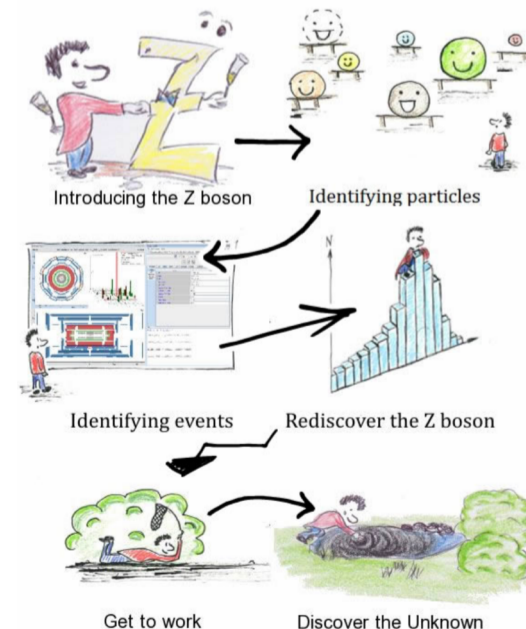 Z
Introducing the Z boson
Identifying particles
N
Identifying events
Rediscover the Z boson
Get to work
Discover the Unknown